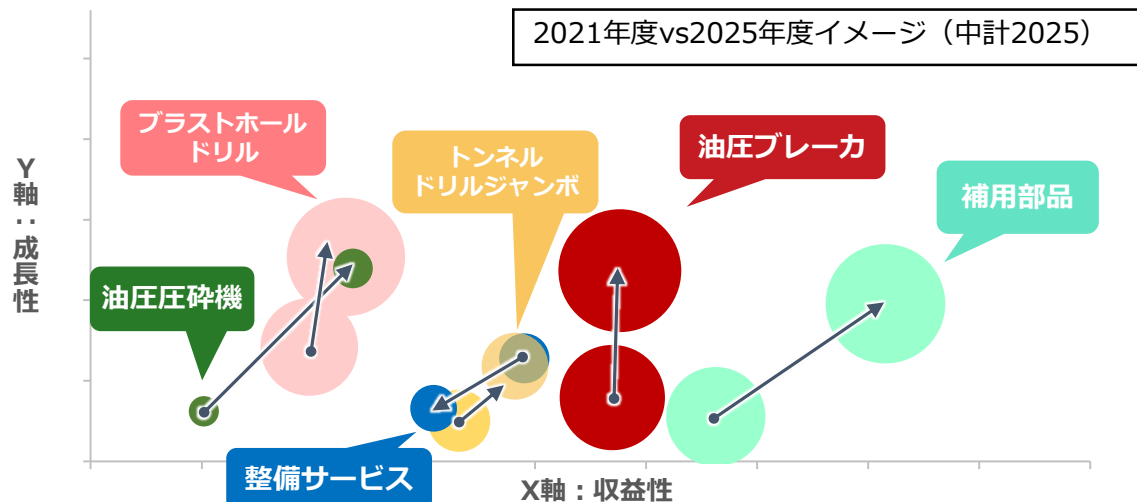 2021年度vs2025年度イメージ（中計2025）
ブラストホール
ドリル
トンネル
ドリルジャンボ
油圧ブレーカ
補用部品
Y軸：成長性
油圧圧砕機
整備サービス
X軸：収益性